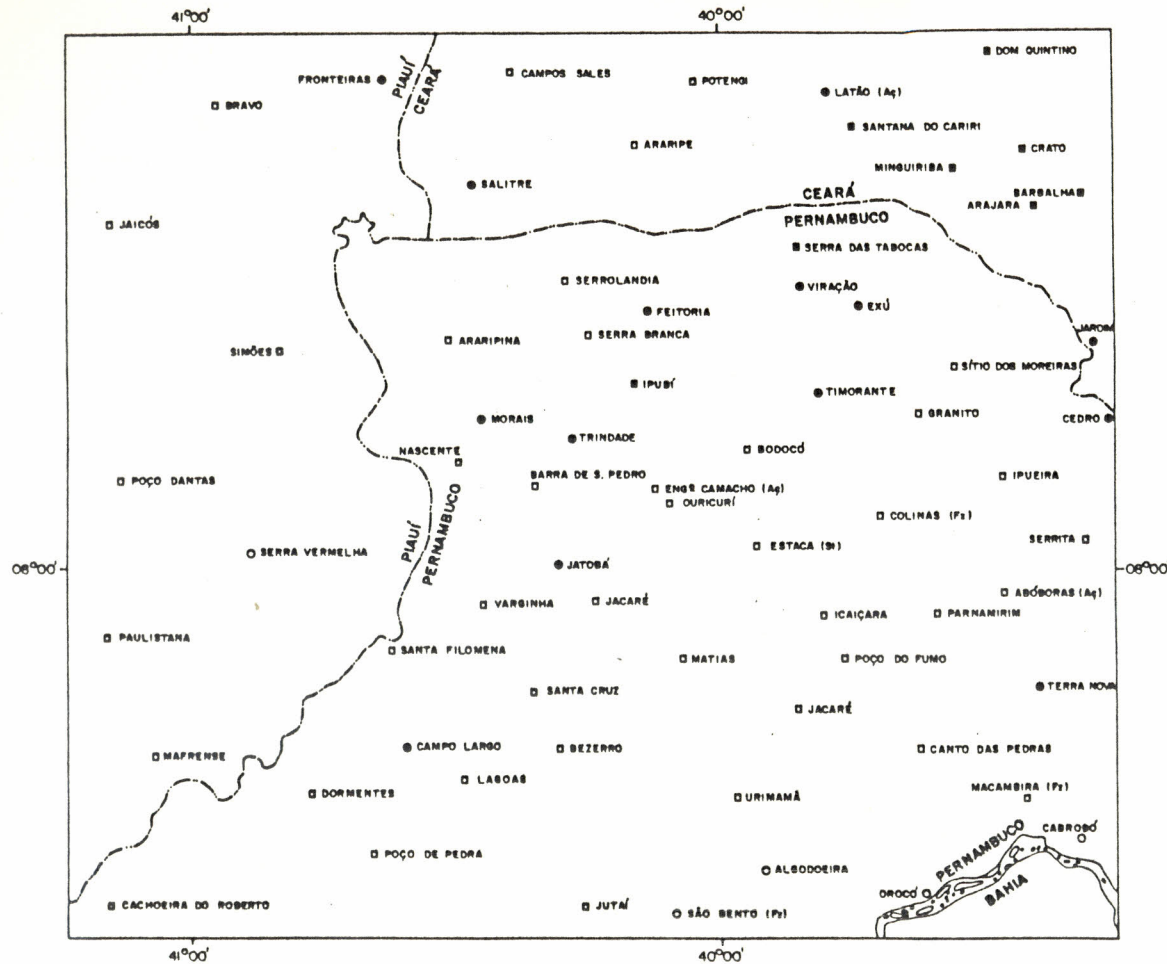 41°00'
40°00'
DOM QUINTINO
FRONTEIRAS
PIAUÍ
CEARÁ
CAMPOS SALES
POTENGI
LATÃO (Aç)
BRAVO
SANTANA DO CARIRI
ARARIPE
CRATO
MINGUIRIBA
SALITRE
BARBALHA
ARAJARA
CEARÁ
PERNAMBUCO
JAICÓS
SERRA DAS TABOCAS
SERROLANDIA
VIRAÇÃO
EXÚ
FEITORIA
JARDIM
ARARIPINA
SERRA BRANCA
SIMÕES
SÍTIO DOS MOREIRAS
IPUBÍ
TIMORANTE
MORAIS
GRANITO
CEDRO
TRINDADE
NASCENTE
BODOCÓ
POÇO DANTAS
BARRA DE S. PEDRO
ENGº CAMACHO (Aç)
IPUEIRA
OURICURÍ
COLINAS (Fz)
PIAUÍ
PERNAMBUCO
SERRA VERMELHA
ESTACA (St)
SERRITA
08°00'
JATOBÁ
08°00'
VARGINHA
JACARÉ
ABÓBORAS (Aç)
ICAIÇARA
PARNAMIRIM
PAULISTANA
SANTA FILOMENA
MATIAS
POÇO DO FUMO
SANTA CRUZ
TERRA NOVA
JACARÉ
MAFRENSE
CAMPO LARGO
BEZERRO
CANTO DAS PEDRAS
LAGOAS
DORMENTES
URIMAMÃ
MACAMBIRA (Fz)
CABROBÓ
POÇO DE PEDRA
PERNAMBUCO
ALGODOEIRA
OROCÓ
BAHIA
CACHOEIRA DO ROBERTO
JUTAÍ
SÃO BENTO (Fz)
41°00'
40°00'